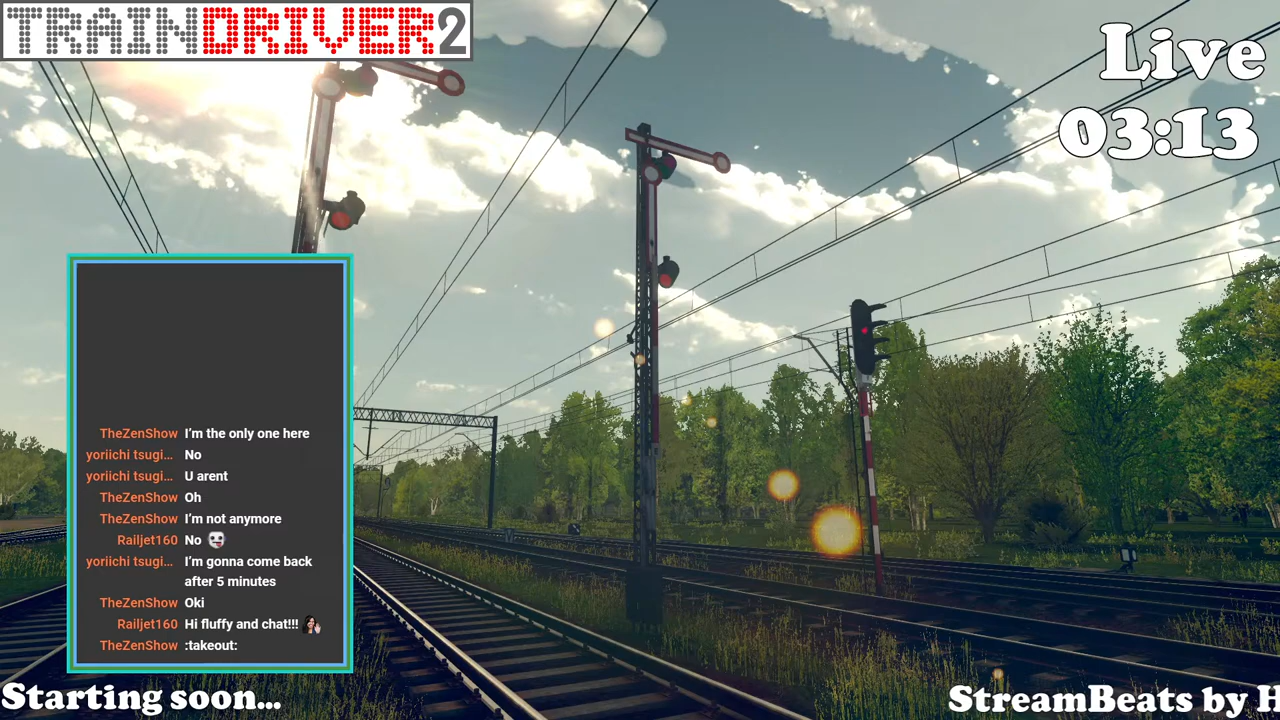 TRAINDRIVER2
Live
03:13
TheZenShow I'm the only one here
yoriichi tsugi... No
yoriichi tsugi... U arent
TheZenShow Oh
TheZenShow I'm not anymore
Railjet160 No
yoriichi tsugi... I'm gonna come back
after 5 minutes
TheZenShow Oki
Railjet160 Hi fluffy and chat!!!
TheZenShow :takeout:
Starting soon...
StreamBeats by H